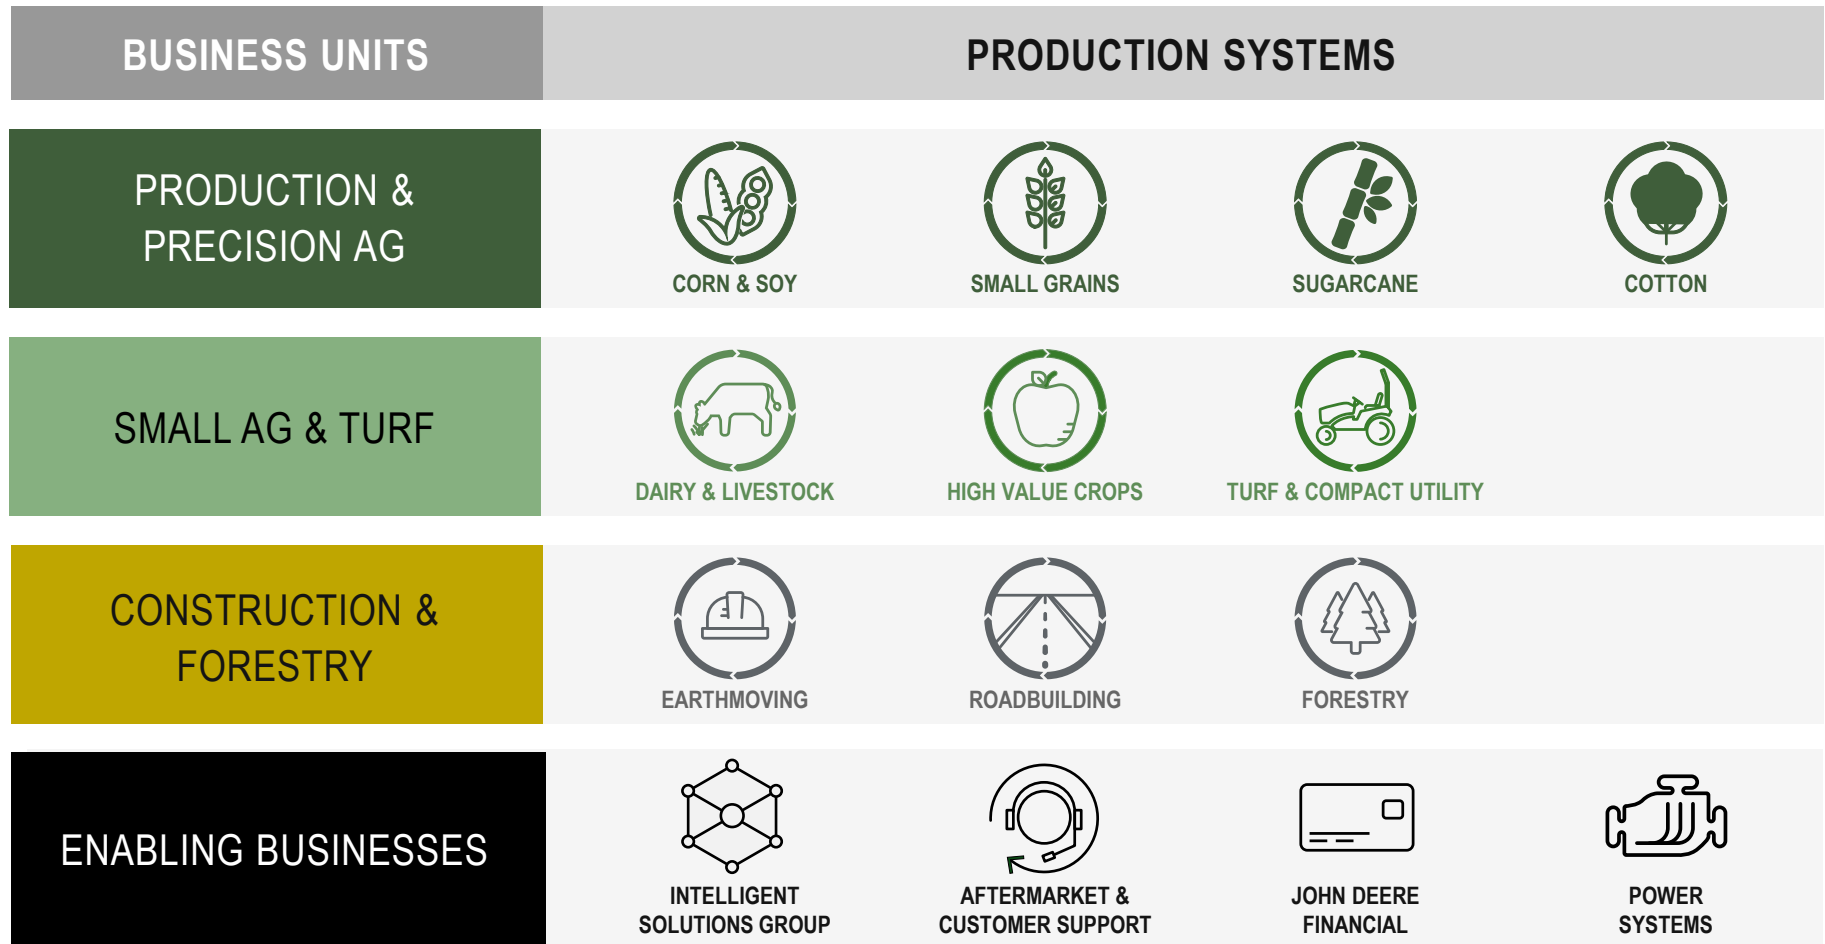 BUSINESS UNITS
PRODUCTION SYSTEMS
PRODUCTION &
PRECISION AG
CORN & SOY
SMALL GRAINS
SUGARCANE
COTTON
SMALL AG & TURF
DAIRY & LIVESTOCK
HIGH VALUE CROPS
TURF & COMPACT UTILITY
CONSTRUCTION &
FORESTRY
EARTHMOVING
ROADBUILDING
FORESTRY
ENABLING BUSINESSES
INTELLIGENT
SOLUTIONS GROUP
AFTERMARKET &
CUSTOMER SUPPORT
JOHN DEERE
FINANCIAL
POWER
SYSTEMS